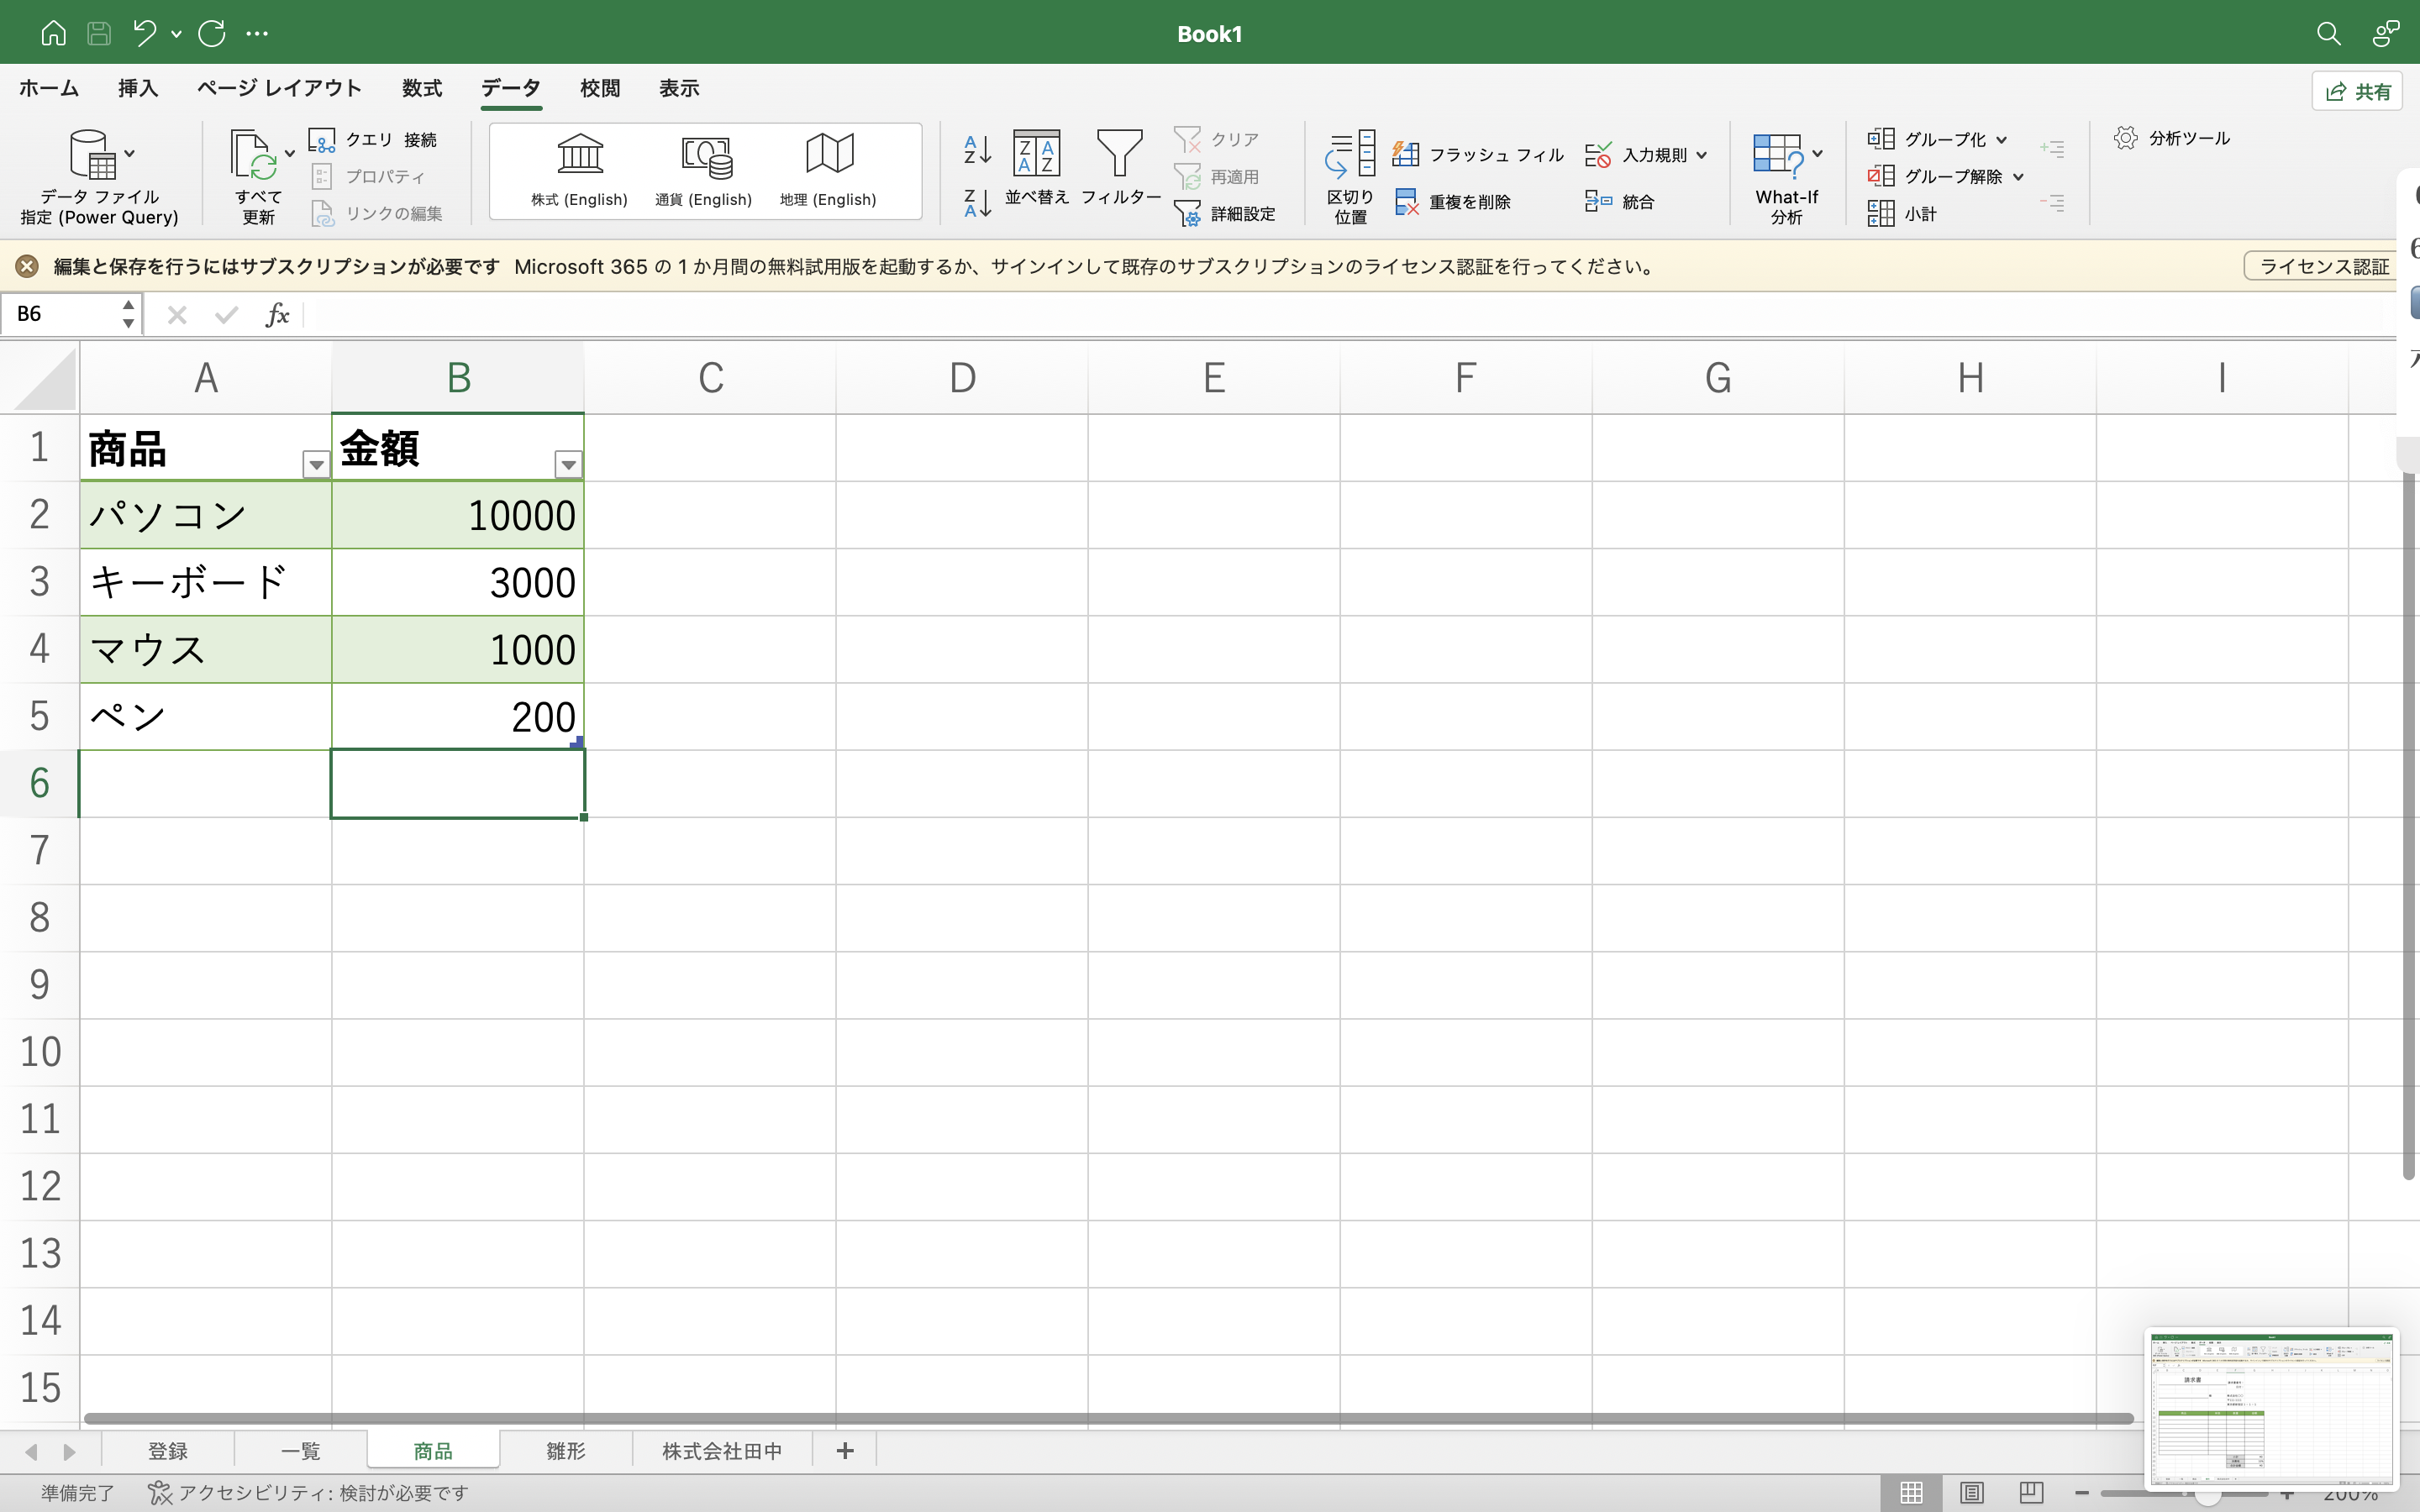 Book1
ホーム 挿入 ページ レイアウト 数式 データ 校閲 表示 共有
データ ファイル
指定 (Power Query)
すべて
更新
クエリ 接続
プロパティ
リンクの編集
株式 (English) 通貨 (English) 地理 (English)
並べ替え フィルター
クリア
再適用
詳細設定
区切り
位置
フラッシュ フィル
重複を削除
入力規則
統合
What-If
分析
グループ化
グループ解除
小計
分析ツール
編集と保存を行うにはサブスクリプションが必要です Microsoft 365 の 1 か月間の無料試用版を起動するか、サインインして既存のサブスクリプションのライセンス認証を行ってください。 ライセンス認証
B6 fx
A B C D E F G H I
1 商品 金額
2 パソコン 10000
3 キーボード 3000
4 マウス 1000
5 ペン 200
6
7
8
9
10
11
12
13
14
15
請求書
登録 一覧 商品 雛形 株式会社田中 +
準備完了 アクセシビリティ: 検討が必要です 200%